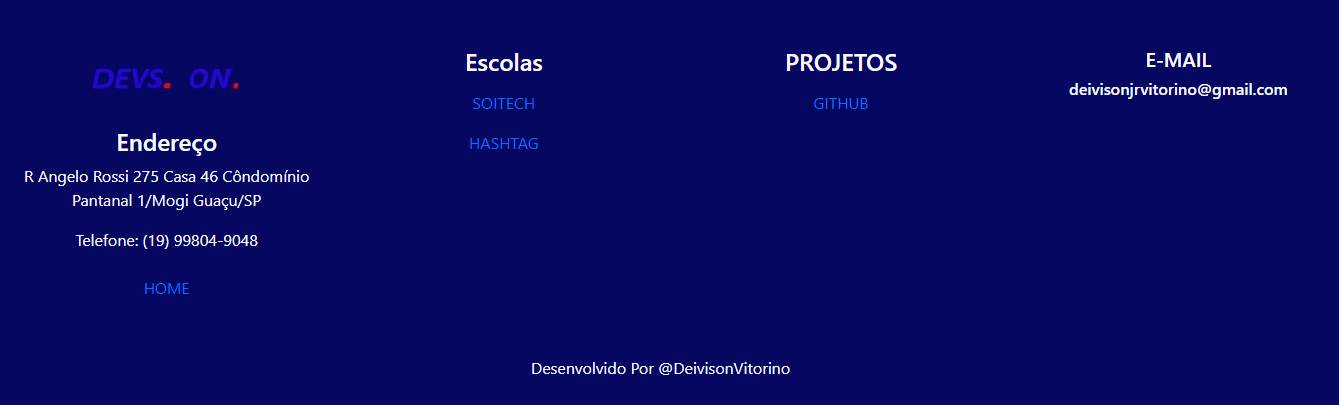 DEVS. ON.
Endereço
R Angelo Rossi 275 Casa 46 Côndomínio
Pantanal 1/Mogi Guaçu/SP
Telefone: (19) 99804-9048
HOME
Escolas
SOITECH
HASHTAG
PROJETOS
GITHUB
E-MAIL
deivisonjrvitorino@gmail.com
Desenvolvido Por @DeivisonVitorino